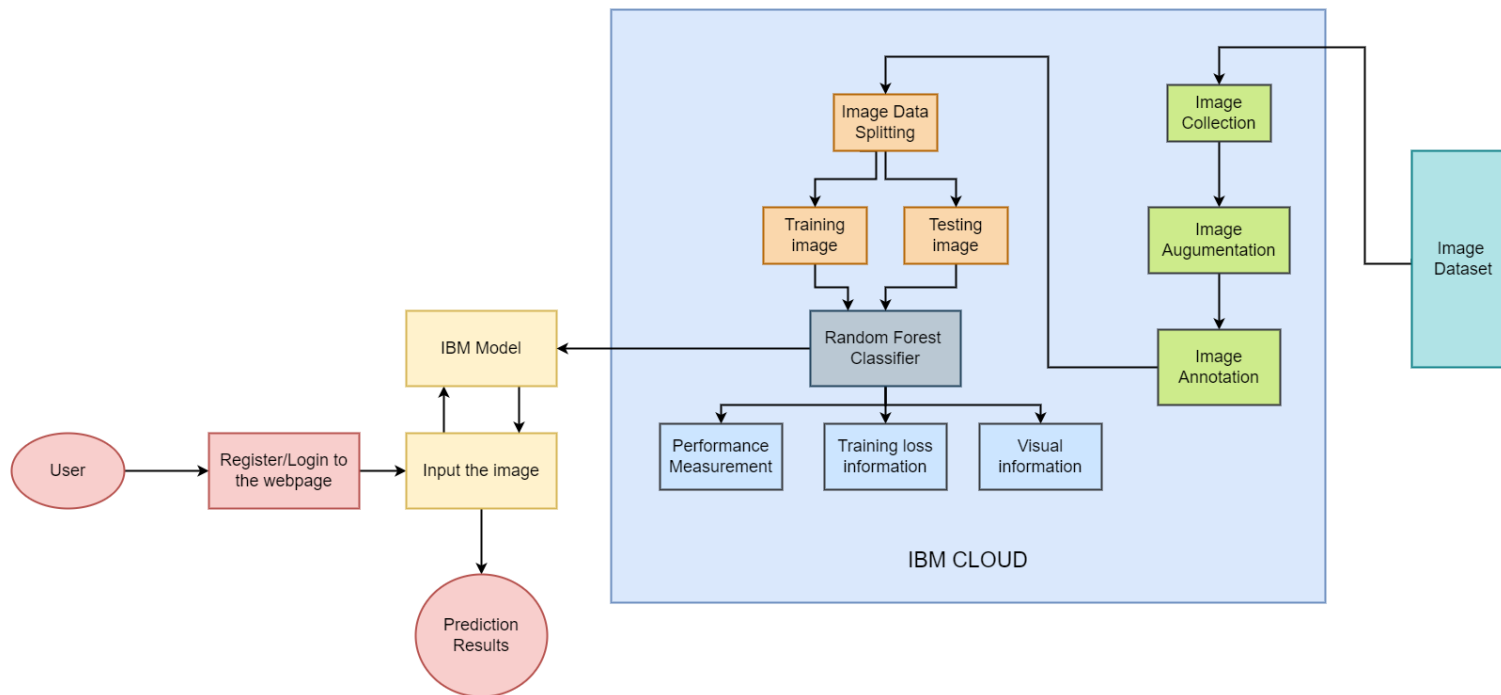 Image Data
Splitting
Image
Collection
Training
image
Testing
image
Image
Augumentation
Image
Dataset
IBM Model
Random Forest
Classifier
Image
Annotation
User
Register/Login to
the webpage
Input the image
Performance
Measurement
Training loss
information
Visual
information
IBM CLOUD
Prediction
Results